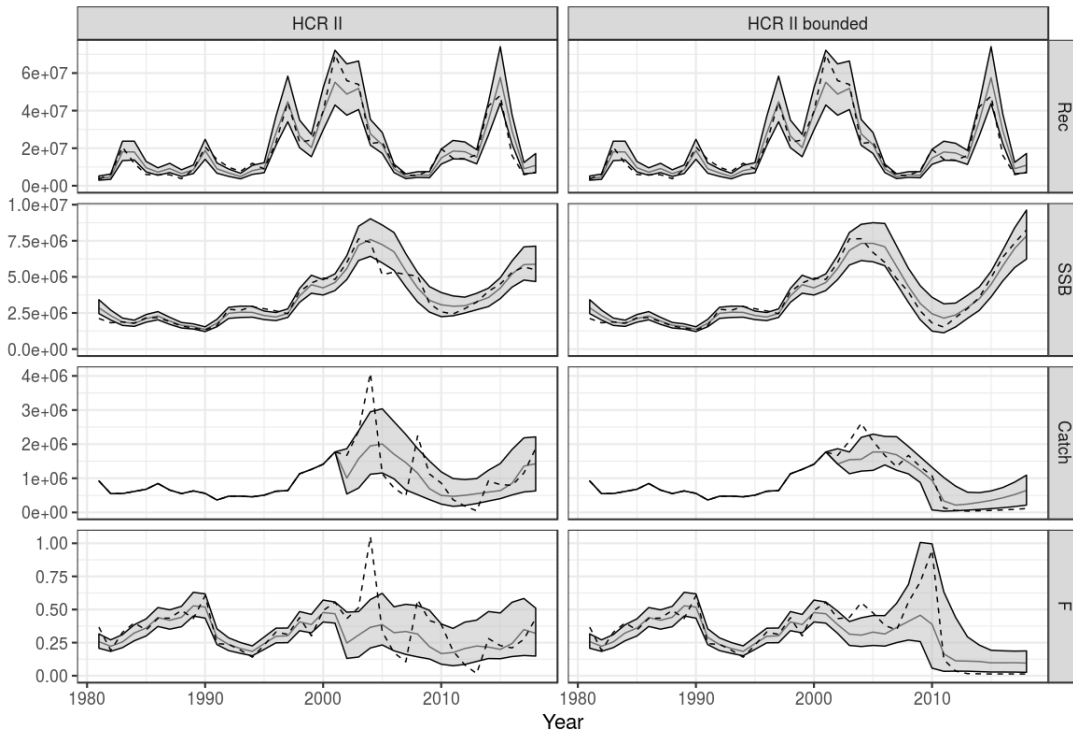 HCR II
HCR II bounded
6e+07
4e+07
2e+07
0e+00
Rec
1.0e+07
7.5e+06
5.0e+06
2.5e+06
0.0e+00
SSB
4e+06
3e+06
2e+06
1e+06
0e+00
Catch
1.00
0.75
0.50
0.25
0.00
F
1980 1990 2000 2010 1980 1990 2000 2010
Year